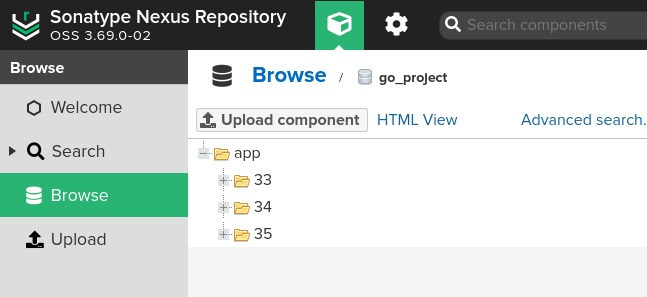 Sonatype Nexus Repository
OSS 3.69.0-02
Search components
Browse
Browse / go_project
Welcome
Upload component HTML View Advanced search.
Search
app
33
Browse
34
35
Upload